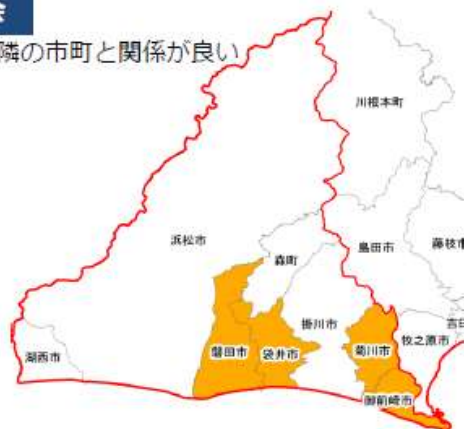 会
隣の市町と関係が良い
川根本町
浜松市
森町
島田市
藤枝市
湖西市
磐田市
袋井市
掛川市
菊川市
牧之原市
御前崎市